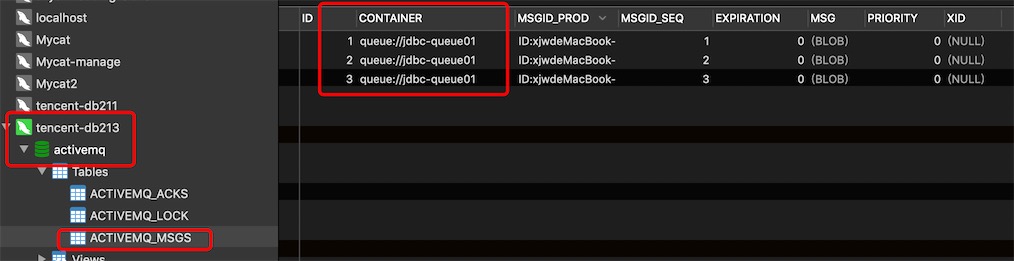 localhost
Mycat
Mycat-manage
Mycat2
tencent-db211
tencent-db213
activemq
Tables
ACTIVEMQ_ACKS
ACTIVEMQ_LOCK
ACTIVEMQ_MSGS
Views
ID CONTAINER MSGID_PROD MSGID_SEQ EXPIRATION MSG PRIORITY XID
1 queue://jdbc-queue01 ID:xjwdeMacBook- 1 0 (BLOB) 0 (NULL)
2 queue://jdbc-queue01 ID:xjwdeMacBook- 2 0 (BLOB) 0 (NULL)
3 queue://jdbc-queue01 ID:xjwdeMacBook- 3 0 (BLOB) 0 (NULL)